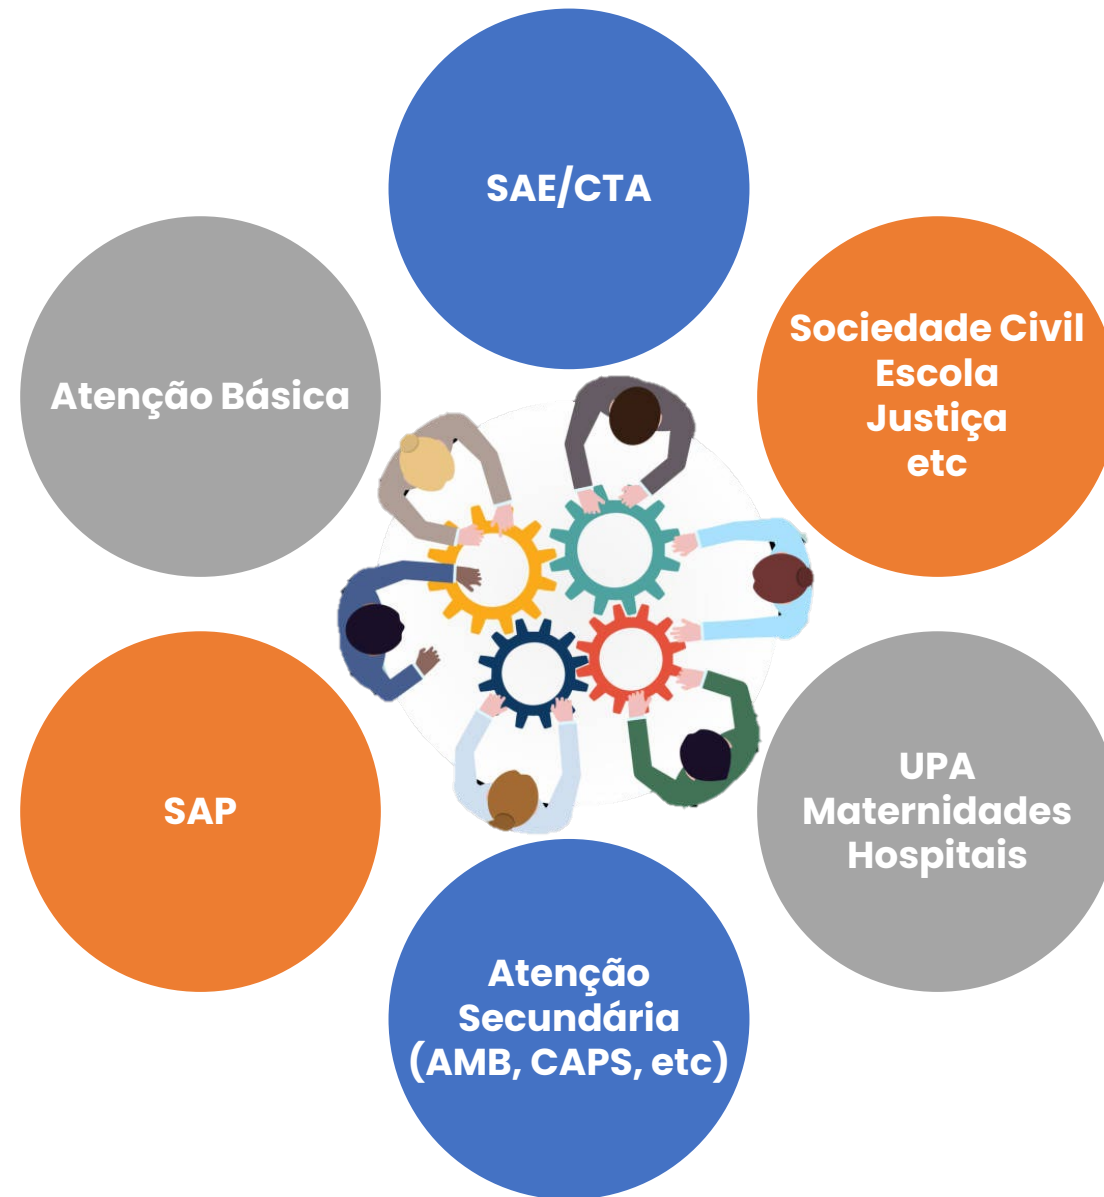 SAE/CTA
Sociedade Civil
Escola
Justiça
etc
Atenção Básica
SAP
UPA
Maternidades
Hospitais
Atenção
Secundária
(AMB, CAPS, etc)